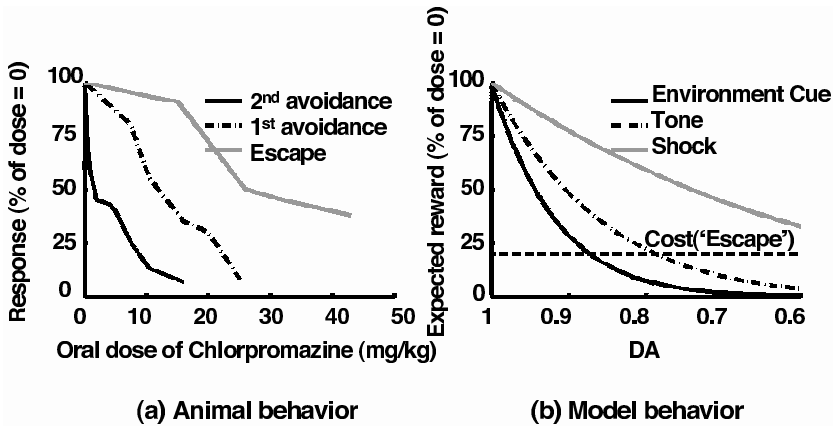 Response (% of dose = 0)
100
75
50
25
0
2nd avoidance
1st avoidance
Escape
0 10 20 30 40 50
Oral dose of Chlorpromazine (mg/kg)
(a) Animal behavior
Expected reward (% of dose = 0)
100
75
50
25
0
Environment Cue
Tone
Shock
Cost(‘Escape’)
1 0.9 0.8 0.7 0.6
DA
(b) Model behavior